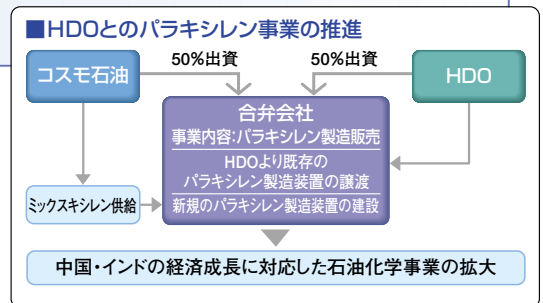 ■HDOとのパラキシレン事業の推進
50%出資
50%出資
コスモ石油
HDO
合弁会社
事業内容:パラキシレン製造販売
HDOより既存の
パラキシレン製造装置の譲渡
新規のパラキシレン製造装置の建設
ミックスキシレン供給
中国・インドの経済成長に対応した石油化学事業の拡大